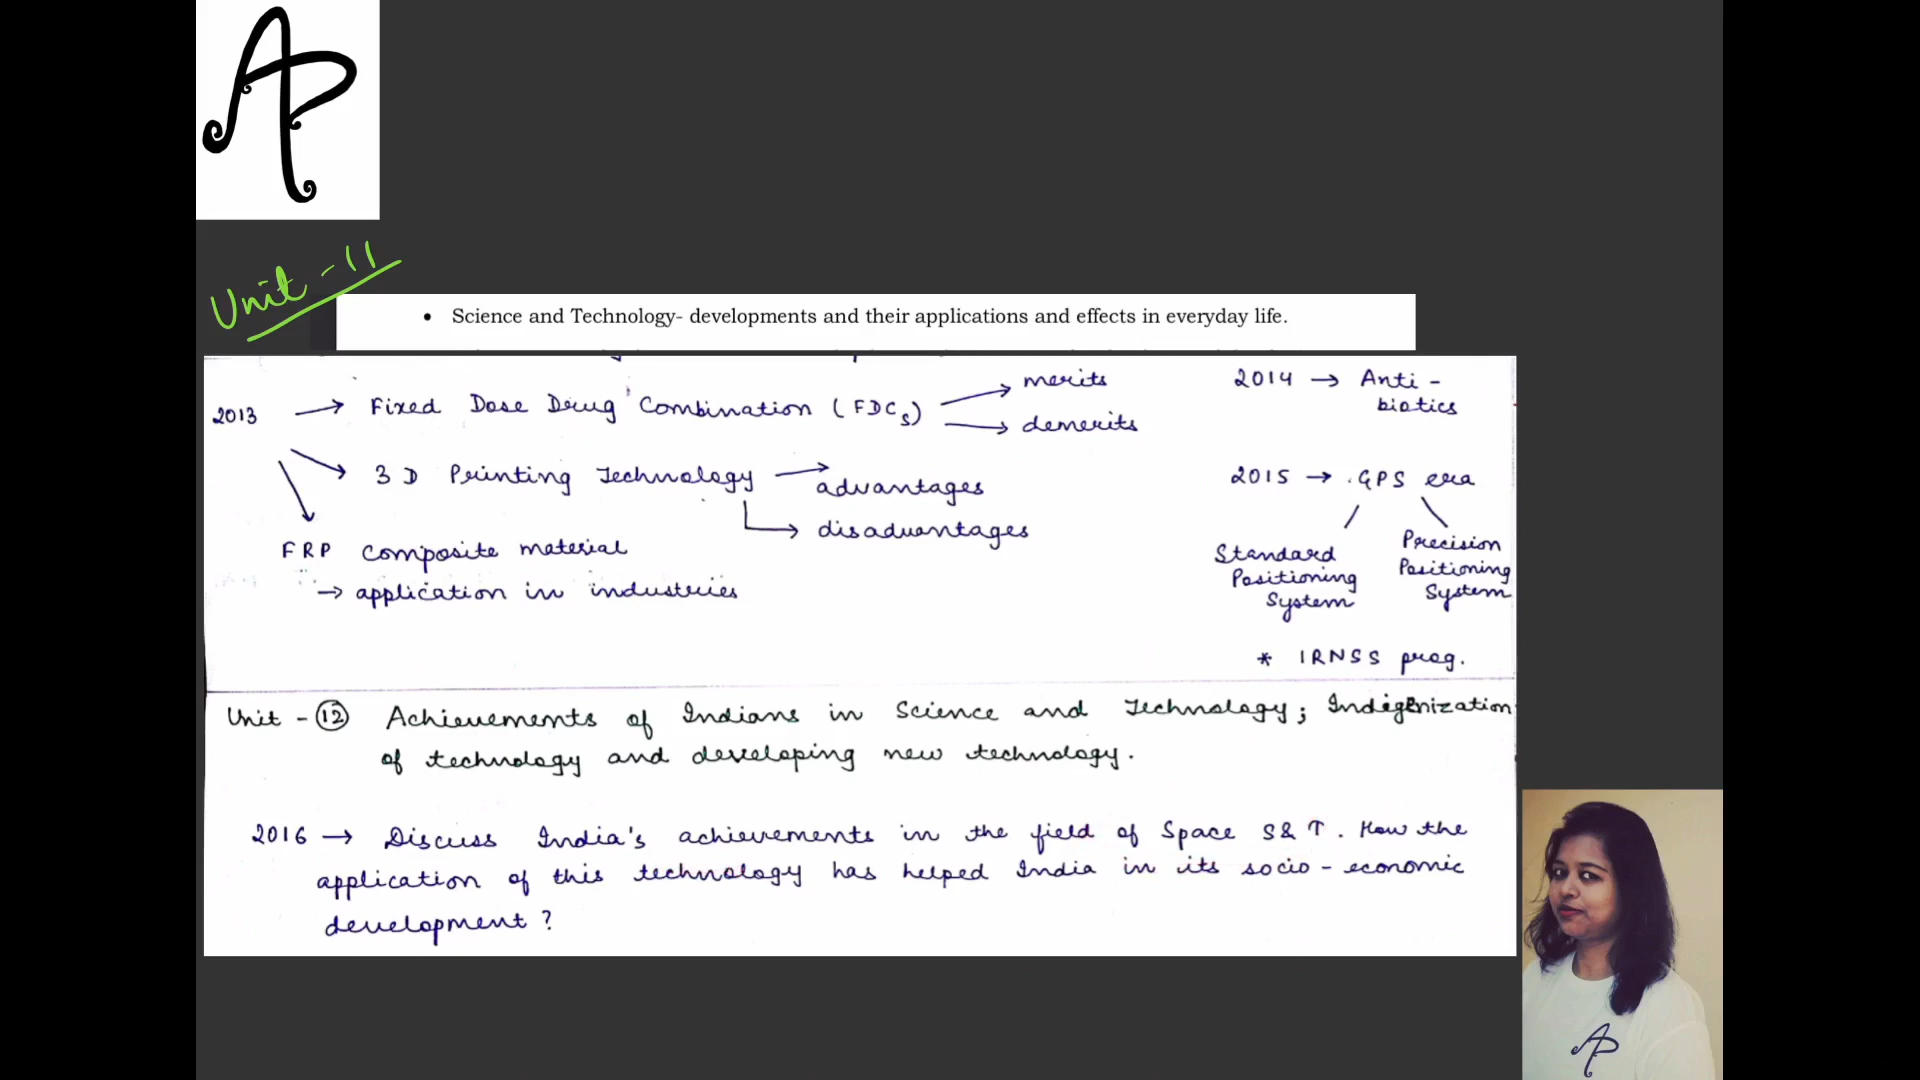 AP
Unit - 11
• Science and Technology- developments and their applications and effects in everyday life.
2013 → Fixed Dose Drug Combination (FDCs) → merits
→ demerits
→ 3 D Printing Technology → advantages
→ disadvantages
FRP composite material
→ application in industries
2014 → Anti -
biotics
2015 → GPS era
Standard
Positioning
System
Precision
Positioning
System
* IRNSS prog.
Unit - 12 Achievements of Indians in Science and Technology; Indigenization
of technology and developing new technology.
2016 → Discuss India's achievements in the field of Space S&T. How the
application of this technology has helped India in its socio - economic
development?
AP